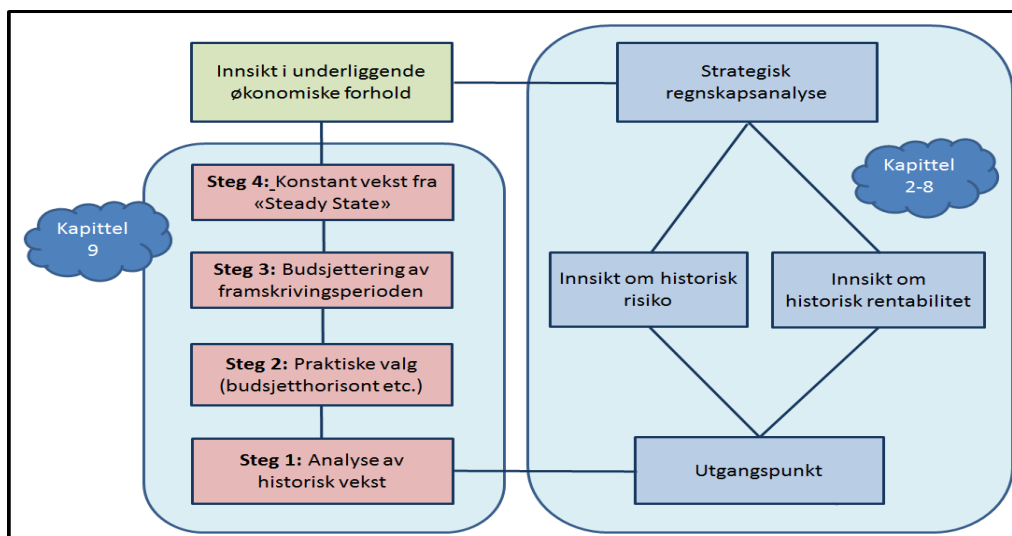 Innsikt i underliggende
økonomiske forhold
Strategisk
regnskapsanalyse
Steg 4: Konstant vekst fra
«Steady State»
Kapittel
2-8
Kapittel
9
Steg 3: Budsjettering av
framskrivingsperioden
Innsikt om historisk
risiko
Innsikt om
historisk rentabilitet
Steg 2: Praktiske valg
(budsjetthorisont etc.)
Steg 1: Analyse av
historisk vekst
Utgangspunkt